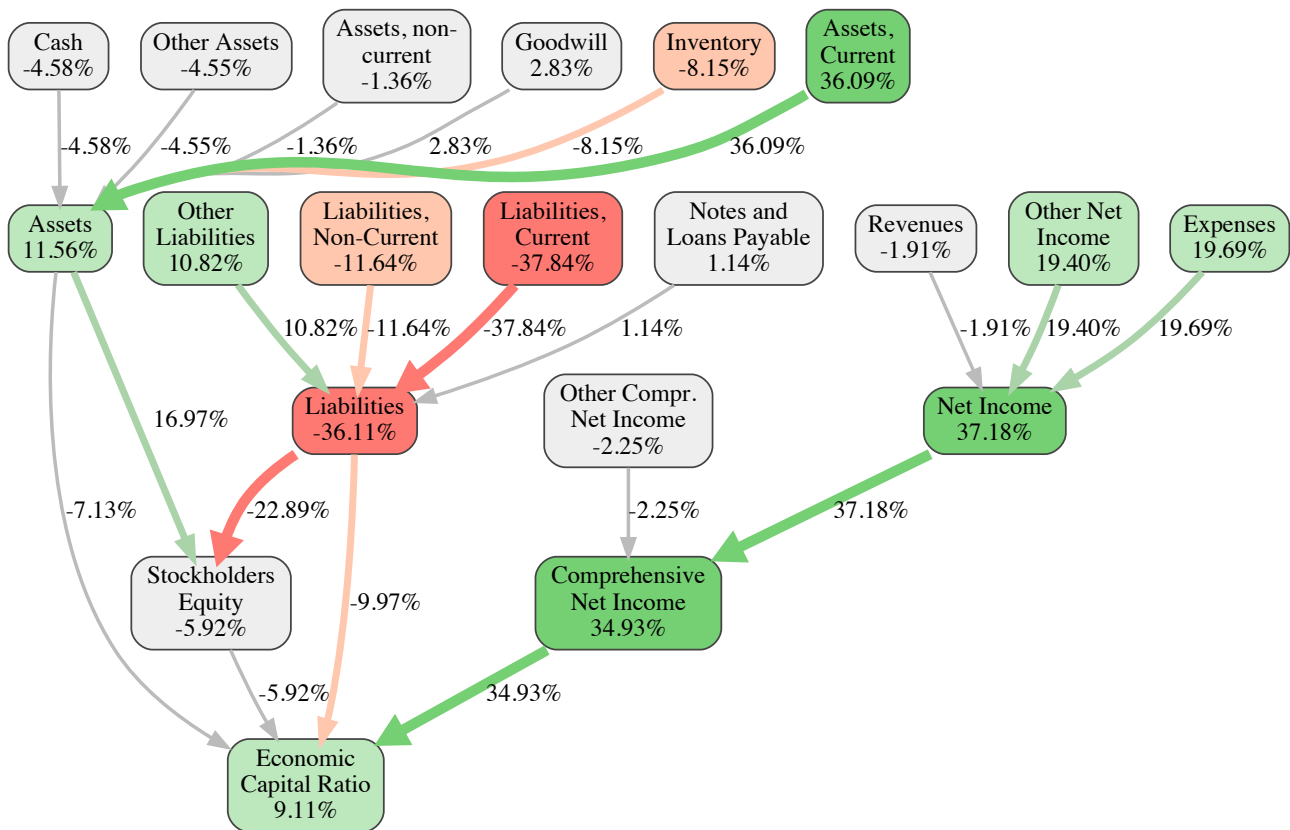 Cash
-4.58%
Other Assets
-4.55%
Assets, non-
current
-1.36%
Goodwill
2.83%
Inventory
-8.15%
Assets,
Current
36.09%
-4.58%
-4.55%
-1.36%
2.83%
-8.15%
36.09%
Assets
11.56%
Other
Liabilities
10.82%
Liabilities,
Non-Current
-11.64%
Liabilities,
Current
-37.84%
Notes and
Loans Payable
1.14%
Revenues
-1.91%
Other Net
Income
19.40%
Expenses
19.69%
10.82%
-11.64%
-37.84%
1.14%
-1.91%
19.40%
19.69%
16.97%
Liabilities
-36.11%
Other Compr.
Net Income
-2.25%
Net Income
37.18%
-7.13%
-22.89%
-2.25%
37.18%
Stockholders
Equity
-5.92%
-9.97%
Comprehensive
Net Income
34.93%
-5.92%
34.93%
Economic
Capital Ratio
9.11%